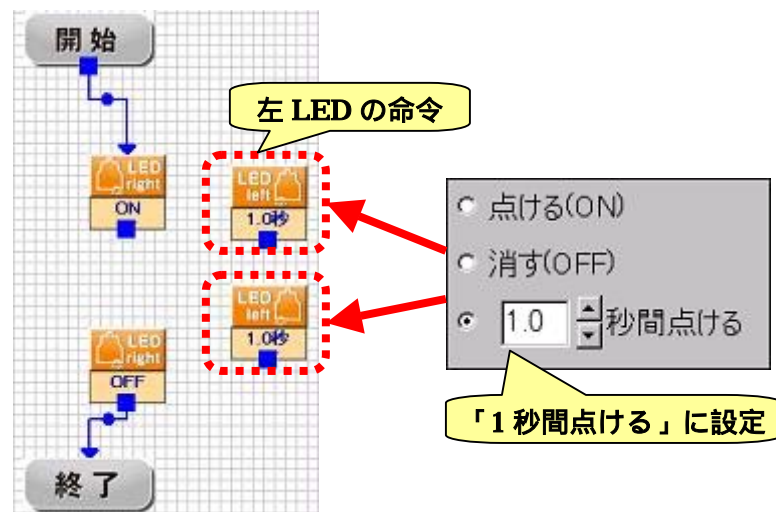 開始
左 LED の命令
LED
right
ON
LED
left
1.0秒
点ける(ON)
消す(OFF)
1.0 秒間点ける
LED
left
1.0秒
LED
right
OFF
「1秒間点ける」に設定
終了